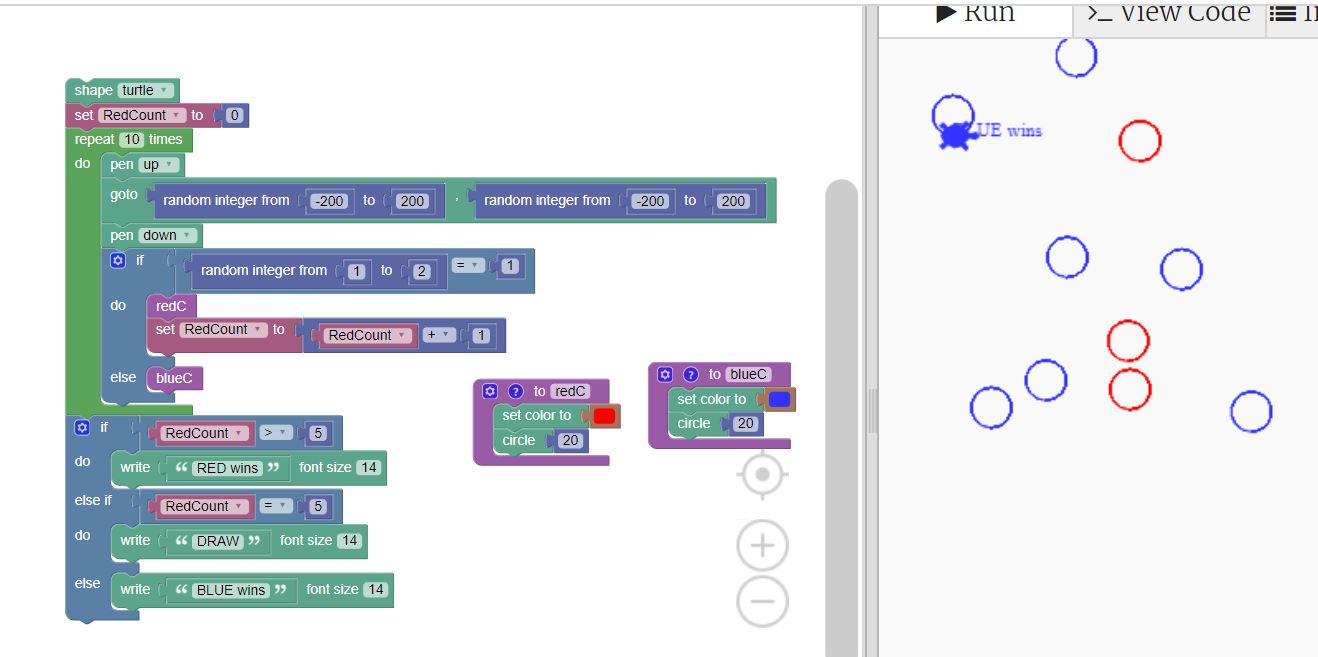 Run
>_ View Code
shape turtle
set RedCount to 0
repeat 10 times
do pen up
goto random integer from -200 to 200 , random integer from -200 to 200
pen down
if random integer from 1 to 2 = 1
do redC
set RedCount to RedCount + 1
else blueC
if RedCount > 5
do write “ RED wins ” font size 14
else if RedCount = 5
do write “ DRAW ” font size 14
else write “ BLUE wins ” font size 14
? to redC
set color to
circle 20
? to blueC
set color to
circle 20
UE wins